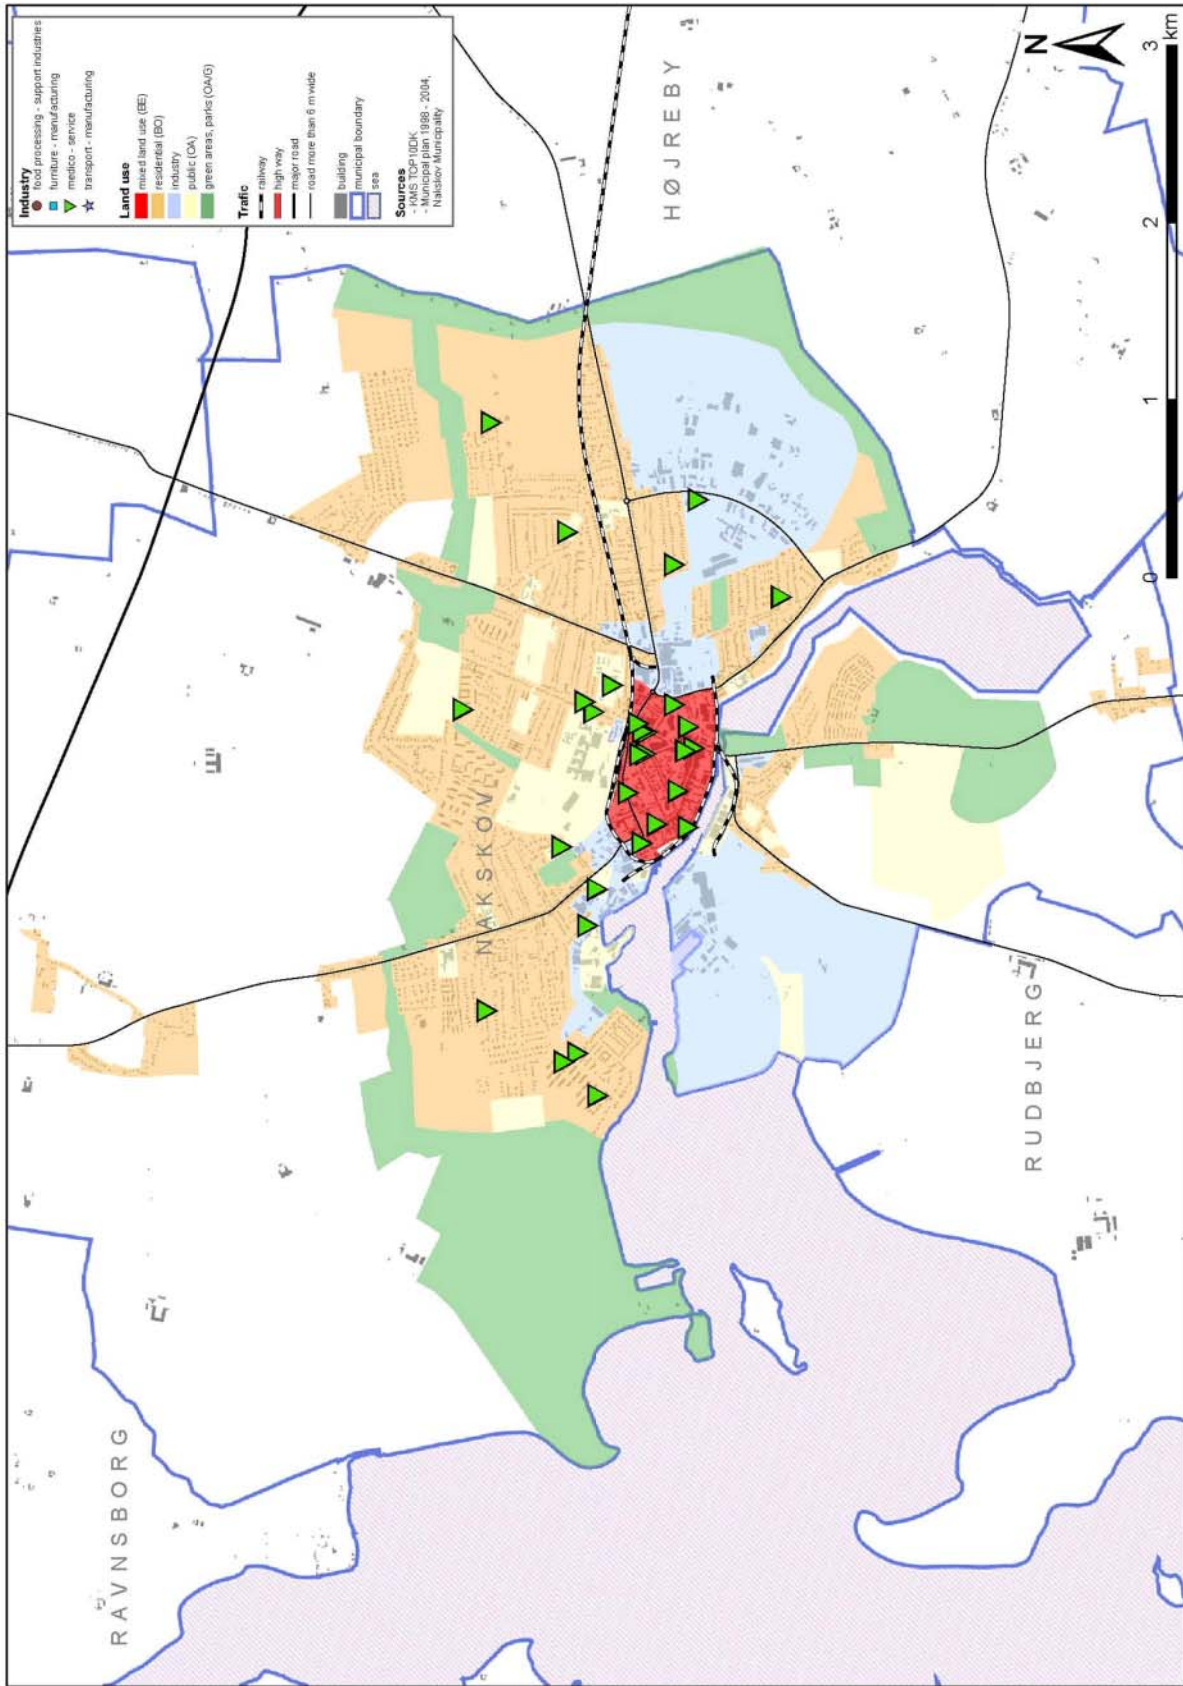 Industry
food processing - support industries
furniture - manufacturing
medico - service
transport - manufacturing
Land use
mixed land use (BE)
residential (BO)
industry
public (OA)
green areas, parks (OA/G)
Trafic
railway
high way
major road
road more than 6 m wide
building
municipal boundary
sea
Sources
- KMS TOP10DK
- Municipal plan 1998 - 2004,
Nakskov Municipality
RAVNSBORG
NAKSKOV
HØJREBY
RUDBJERG
N
0 1 2 3 km